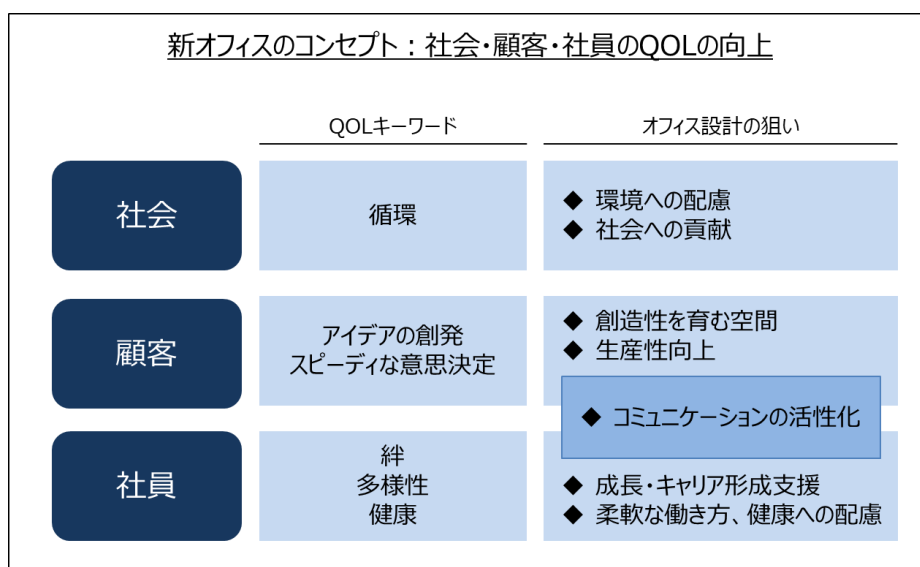 新オフィスのコンセプト：社会・顧客・社員のQOLの向上
QOLキーワード
オフィス設計の狙い
社会
循環
◆ 環境への配慮
◆ 社会への貢献
顧客
アイデアの創発
スピーディな意思決定
◆ 創造性を育む空間
◆ 生産性向上
◆ コミュニケーションの活性化
社員
絆
多様性
健康
◆ 成長・キャリア形成支援
◆ 柔軟な働き方、健康への配慮